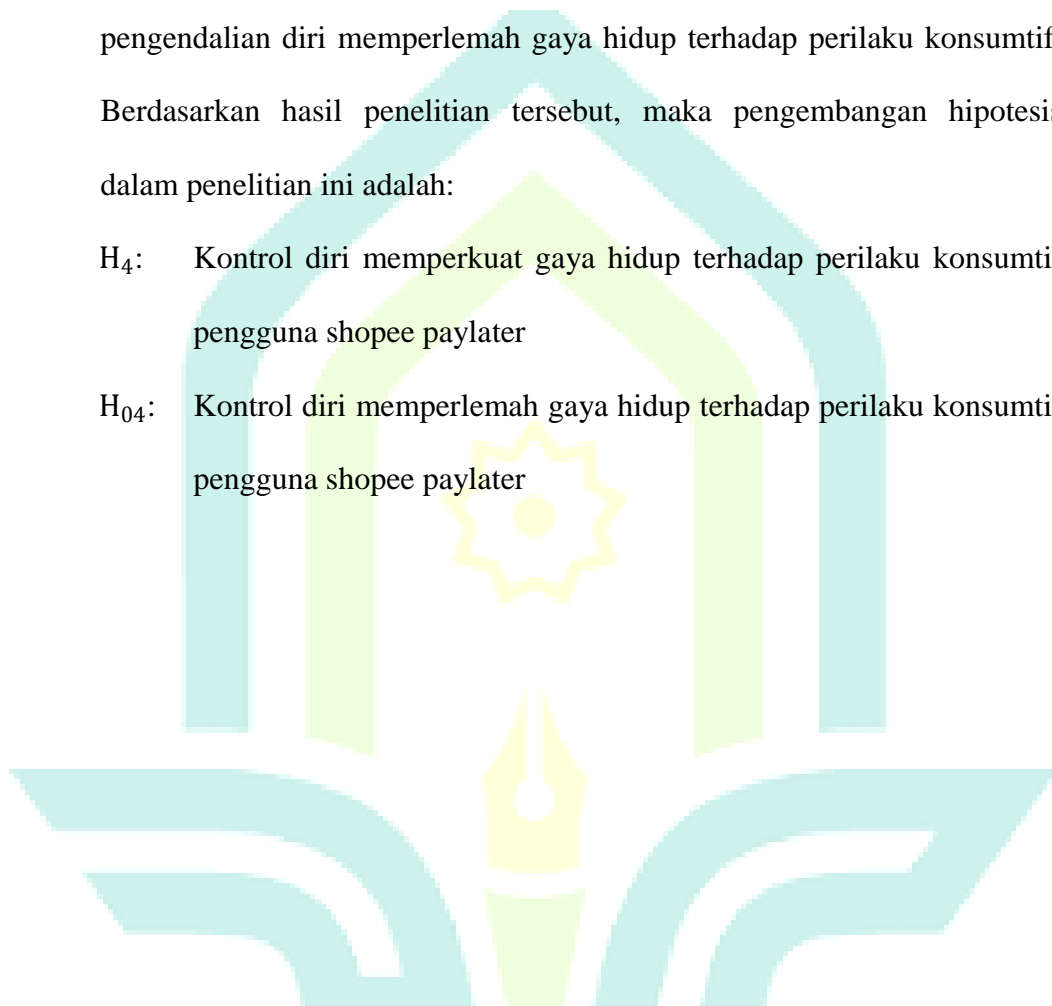 pengendalian diri memperlemah gaya hidup terhadap perilaku konsumtif
Berdasarkan hasil penelitian tersebut, maka pengembangan hipotesis
dalam penelitian ini adalah:
H₄: Kontrol diri memperkuat gaya hidup terhadap perilaku konsumti
pengguna shopee paylater
H₀₄: Kontrol diri memperlemah gaya hidup terhadap perilaku konsumti
pengguna shopee paylater